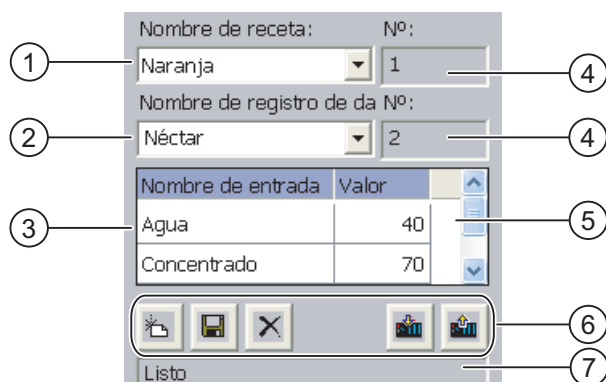 Nombre de receta: Nº:
1 Naranja 1 4
Nombre de registro de da Nº:
2 Néctar 2 4
Nombre de entrada Valor
3 Agua 40 5
Concentrado 70
6
Listo 7